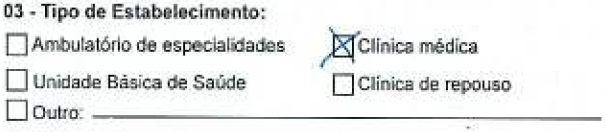 03 - Tipo de Estabelecimento:
☐ Ambulatório de especialidades ☒ Clínica médica
☐ Unidade Básica de Saúde ☐ Clínica de repouso
☐ Outro: